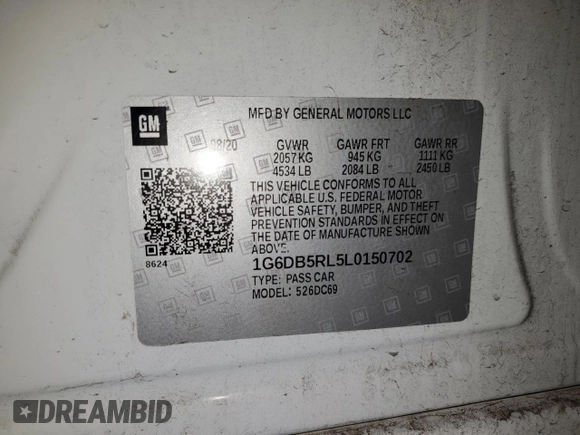 MFD BY GENERAL MOTORS LLC
GM
08/20 GVWR GAWR FRT GAWR RR
2057 KG 945 KG 1111 KG
4534 LB 2084 LB 2450 LB
THIS VEHICLE CONFORMS TO ALL
APPLICABLE U.S. FEDERAL MOTOR
VEHICLE SAFETY, BUMPER, AND THEFT
PREVENTION STANDARDS IN EFFECT ON
THE DATE OF MANUFACTURE SHOWN
ABOVE.
8624
1G6DB5RL5L0150702
TYPE: PASS CAR
MODEL: 526DC69
DREAMBID